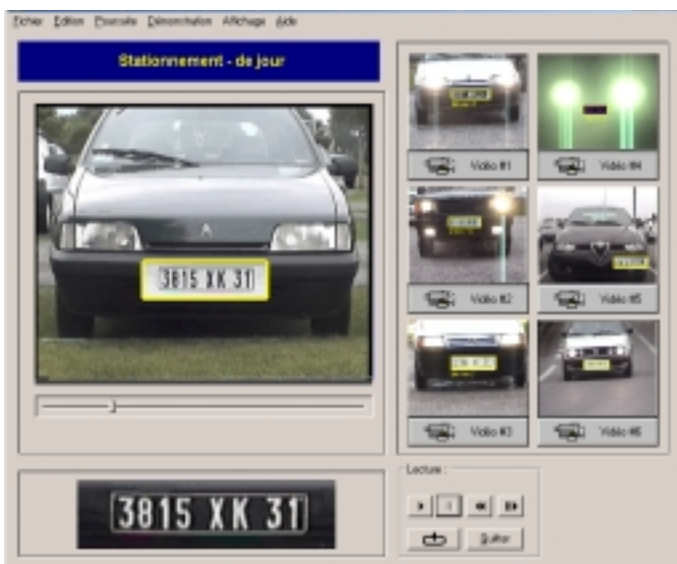 Fichier Edition Poursuite Démonstration Affichage Aide
Stationnement - de jour
3815 XK 31
Vidéo #1
Vidéo #4
Vidéo #2
Vidéo #5
Vidéo #3
Vidéo #6
3815 XK 31
Lecture :
Quitter